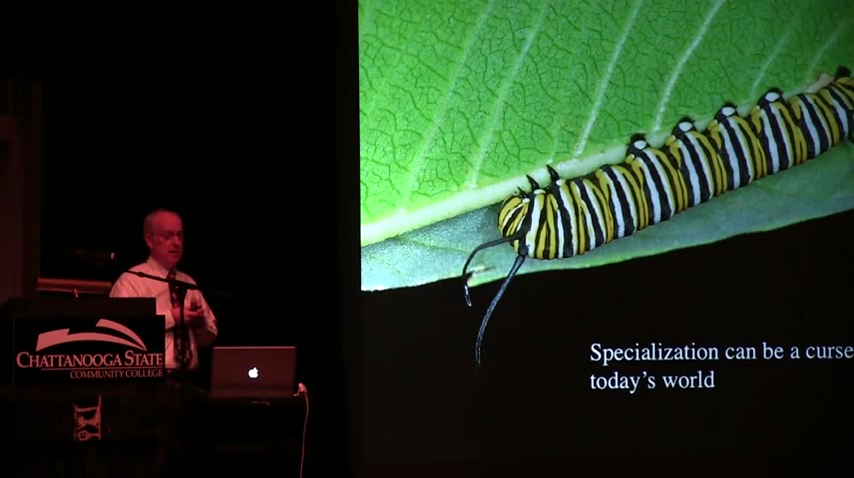 CHATTANOOGA STATE
COMMUNITY COLLEGE
Specialization can be a curse
today's world